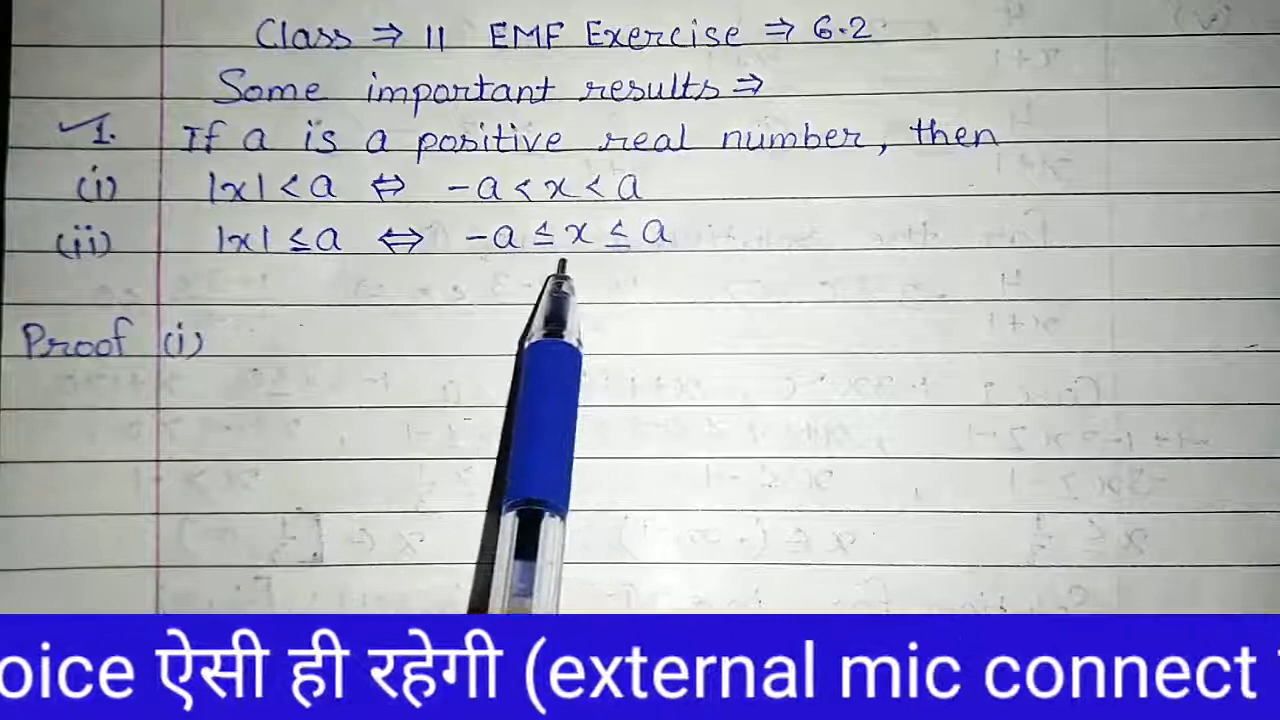 Class ⇒ 11 EMF Exercise ⇒ 6.2
Some important results ⇒
1. If a is a positive real number, then
(i) |x| < a ⇔ -a < x < a
(ii) |x| ≤ a ⇔ -a ≤ x ≤ a
Proof (i)
oice ऐसी ही रहेगी (external mic connect